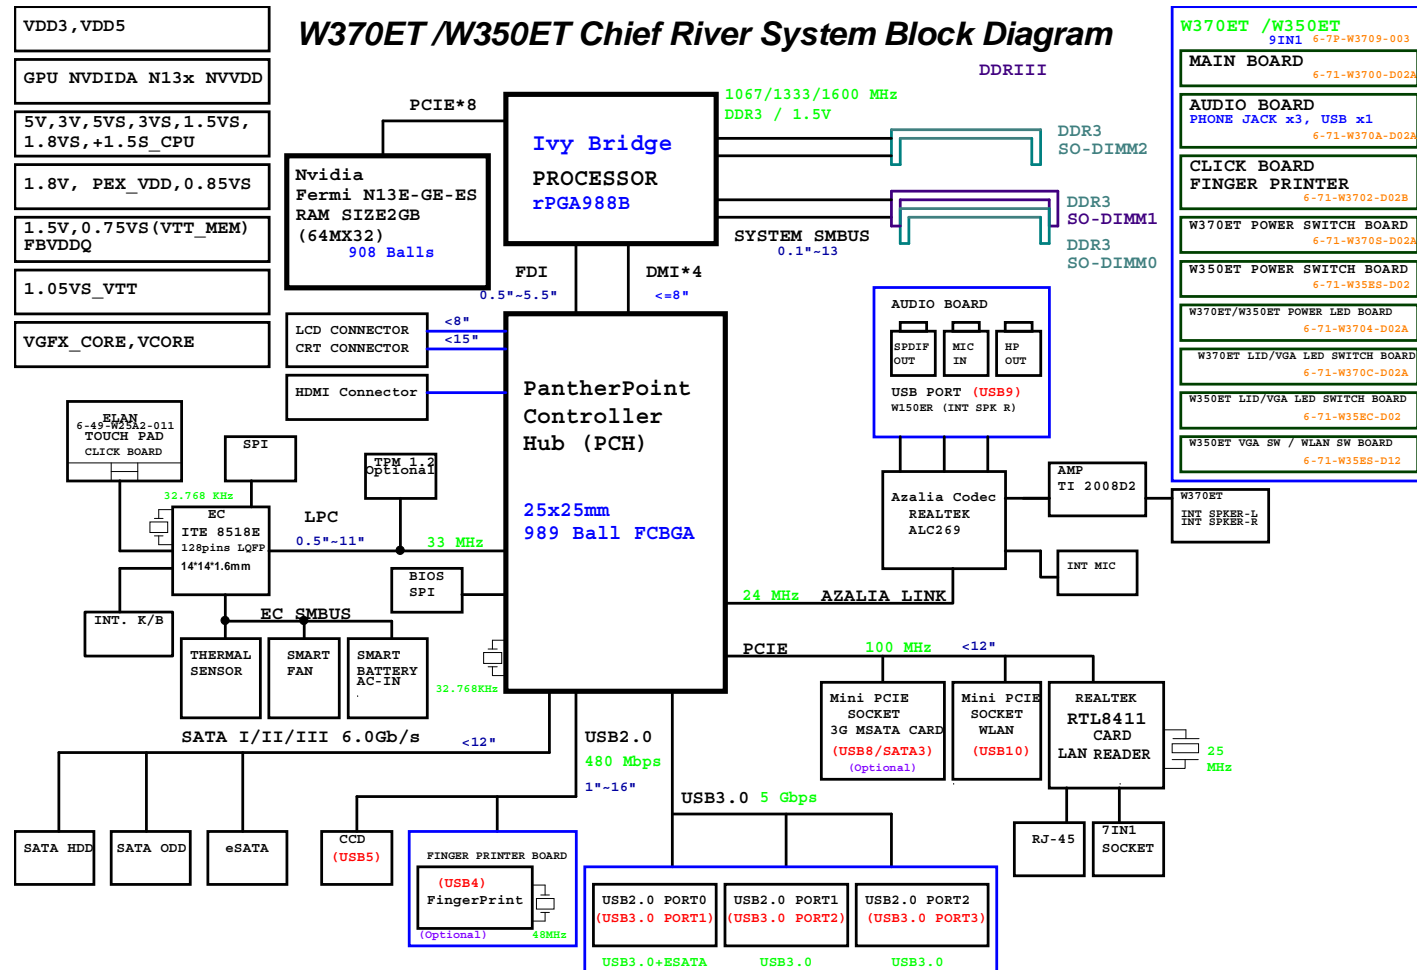 W370ET /W350ET Chief River System Block Diagram
VDD3,VDD5
GPU NVDIDA N13x NVVDD
5V,3V,5VS,3VS,1.5VS,
1.8VS,+1.5S_CPU
1.8V, PEX_VDD,0.85VS
1.5V,0.75VS(VTT_MEM)
FBVDDQ
1.05VS_VTT
VGFX_CORE,VCORE
PCIE*8
Nvidia
Fermi N13E-GE-ES
RAM SIZE2GB
(64MX32)
908 Balls
Ivy Bridge
PROCESSOR
rPGA988B
DDRIII
1067/1333/1600 MHz
DDR3 / 1.5V
DDR3
SO-DIMM2
DDR3
SO-DIMM1
DDR3
SO-DIMM0
SYSTEM SMBUS
0.1"~13
FDI
0.5"~5.5"
DMI*4
<=8"
LCD CONNECTOR
CRT CONNECTOR
<8"
<15"
HDMI Connector
PantherPoint
Controller
Hub (PCH)
25x25mm
989 Ball FCBGA
AUDIO BOARD
SPDIF
OUT
MIC
IN
HP
OUT
USB PORT (USB9)
W150ER (INT SPK R)
Azalia Codec
REALTEK
ALC269
AMP
TI 2008D2
W370ET
INT SPKER-L
INT SPKER-R
INT MIC
24 MHz
AZALIA LINK
ELAN
6-49-W25A2-011
TOUCH PAD
CLICK BOARD
SPI
TPM 1.2
Optional
32.768 KHz
EC
ITE 8518E
128pins LQFP
14*14*1.6mm
LPC
0.5"~11"
33 MHz
BIOS
SPI
INT. K/B
EC SMBUS
THERMAL
SENSOR
SMART
FAN
SMART
BATTERY
AC-IN
32.768KHz
PCIE
100 MHz
<12"
Mini PCIE
SOCKET
3G MSATA CARD
(USB8/SATA3)
(Optional)
Mini PCIE
SOCKET
WLAN
(USB10)
REALTEK
RTL8411
CARD
LAN READER
25
MHz
RJ-45
7IN1
SOCKET
SATA I/II/III 6.0Gb/s
<12"
SATA HDD
SATA ODD
eSATA
USB2.0
480 Mbps
1"~16"
CCD
(USB5)
FINGER PRINTER BOARD
(USB4)
FingerPrint
(Optional)
48MHz
USB3.0 5 Gbps
USB2.0 PORT0
(USB3.0 PORT1)
USB2.0 PORT1
(USB3.0 PORT2)
USB2.0 PORT2
(USB3.0 PORT3)
USB3.0+ESATA
USB3.0
USB3.0
W370ET /W350ET
9IN1 6-7P-W3709-003
MAIN BOARD
6-71-W3700-D02A
AUDIO BOARD
PHONE JACK x3, USB x1
6-71-W370A-D02A
CLICK BOARD
FINGER PRINTER
6-71-W3702-D02B
W370ET POWER SWITCH BOARD
6-71-W370S-D02A
W350ET POWER SWITCH BOARD
6-71-W35ES-D02
W370ET/W350ET POWER LED BOARD
6-71-W3704-D02A
W370ET LID/VGA LED SWITCH BOARD
6-71-W370C-D02A
W350ET LID/VGA LED SWITCH BOARD
6-71-W35EC-D02
W350ET VGA SW / WLAN SW BOARD
6-71-W35ES-D12